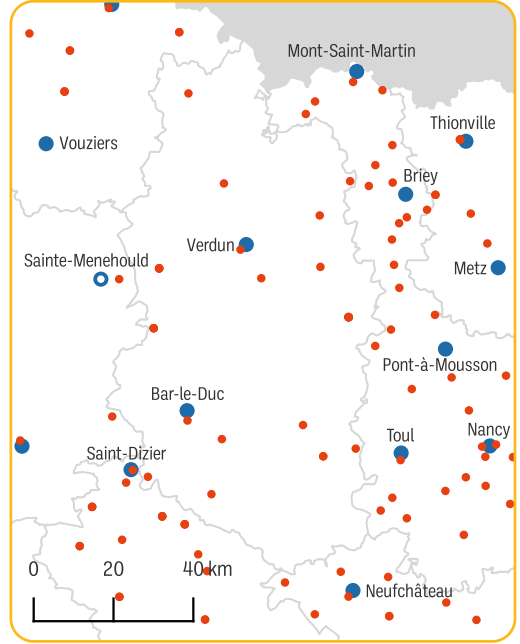 Mont-Saint-Martin
Thionville
Vouziers
Briey
Verdun
Sainte-Menehould
Metz
Pont-à-Mousson
Bar-le-Duc
Toul
Nancy
Saint-Dizier
0 20 40 km
Neufchâteau